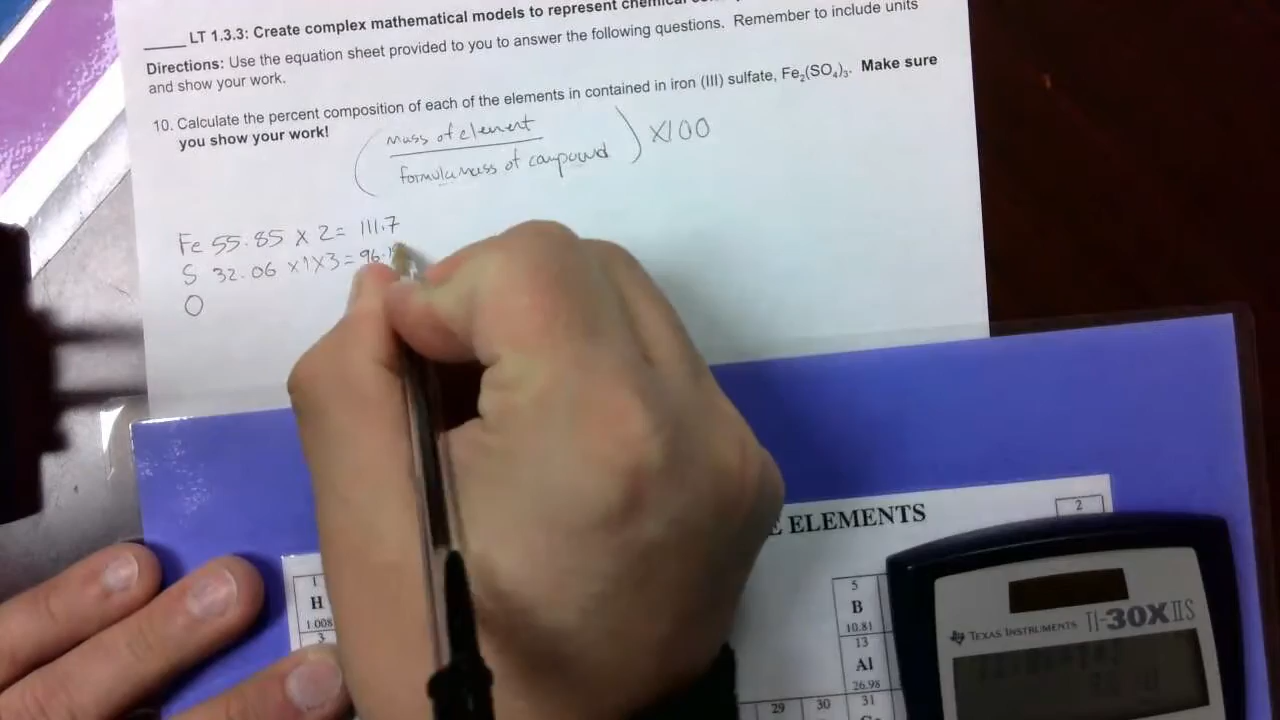 LT 1.3.3: Create complex mathematical models to represent
Directions: Use the equation sheet provided to you to answer the following questions. Remember to include units
and show your work.
10. Calculate the percent composition of each of the elements in contained in iron (III) sulfate, Fe₂(SO₄)₃. Make sure
you show your work!
( mass of element
formula mass of compound ) ×100
Fe 55.85 × 2 = 111.7
S 32.06 ×1×3 = 96.1
O
ELEMENTS
2
1
H
1.008
3
5
B
10.81
13
Al
26.98
29 30 31
TEXAS INSTRUMENTS TI-30X IIS